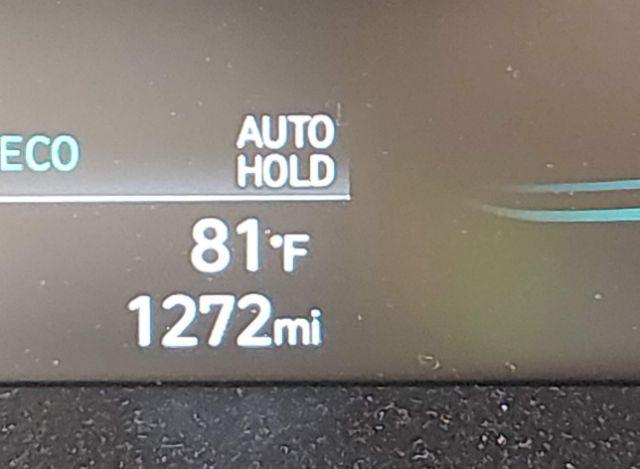 AUTO
ECO HOLD
81°F
1272mi